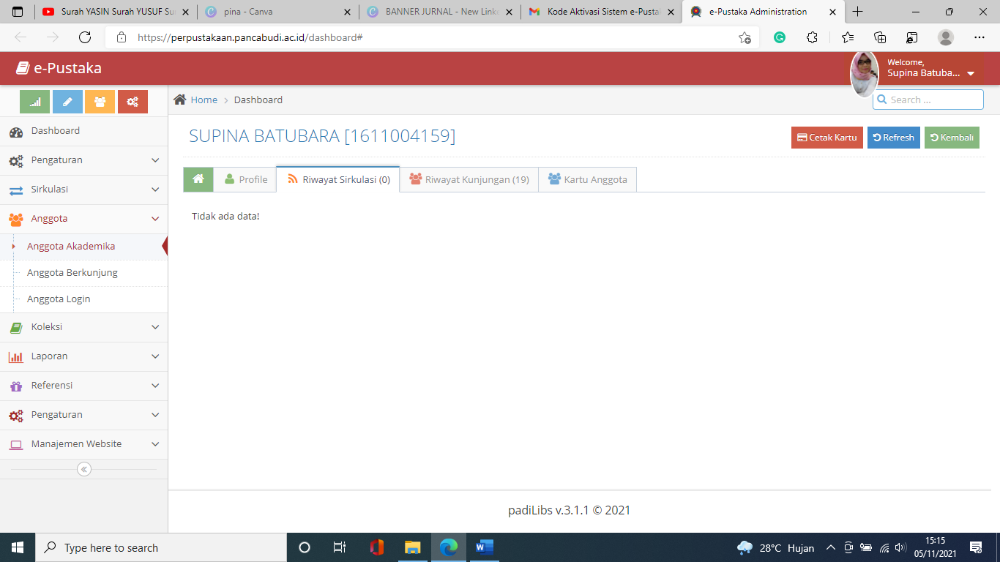 Surah YASIN Surah YUSUF Su
pina - Canva
BANNER JURNAL - New Linke
Kode Aktivasi Sistem e-Pustak
e-Pustaka Administration
https://perpustakaan.pancabudi.ac.id/dashboard#
e-Pustaka
Welcome,
Supina Batuba...
Home
Dashboard
Search ...
Dashboard
Pengaturan
Sirkulasi
Anggota
Anggota Akademika
Anggota Berkunjung
Anggota Login
Koleksi
Laporan
Referensi
Pengaturan
Manajemen Website
SUPINA BATUBARA [1611004159]
Cetak Kartu
Refresh
Kembali
Profile
Riwayat Sirkulasi (0)
Riwayat Kunjungan (19)
Kartu Anggota
Tidak ada data!
padiLibs v.3.1.1 © 2021
Type here to search
28°C Hujan
15:15
05/11/2021